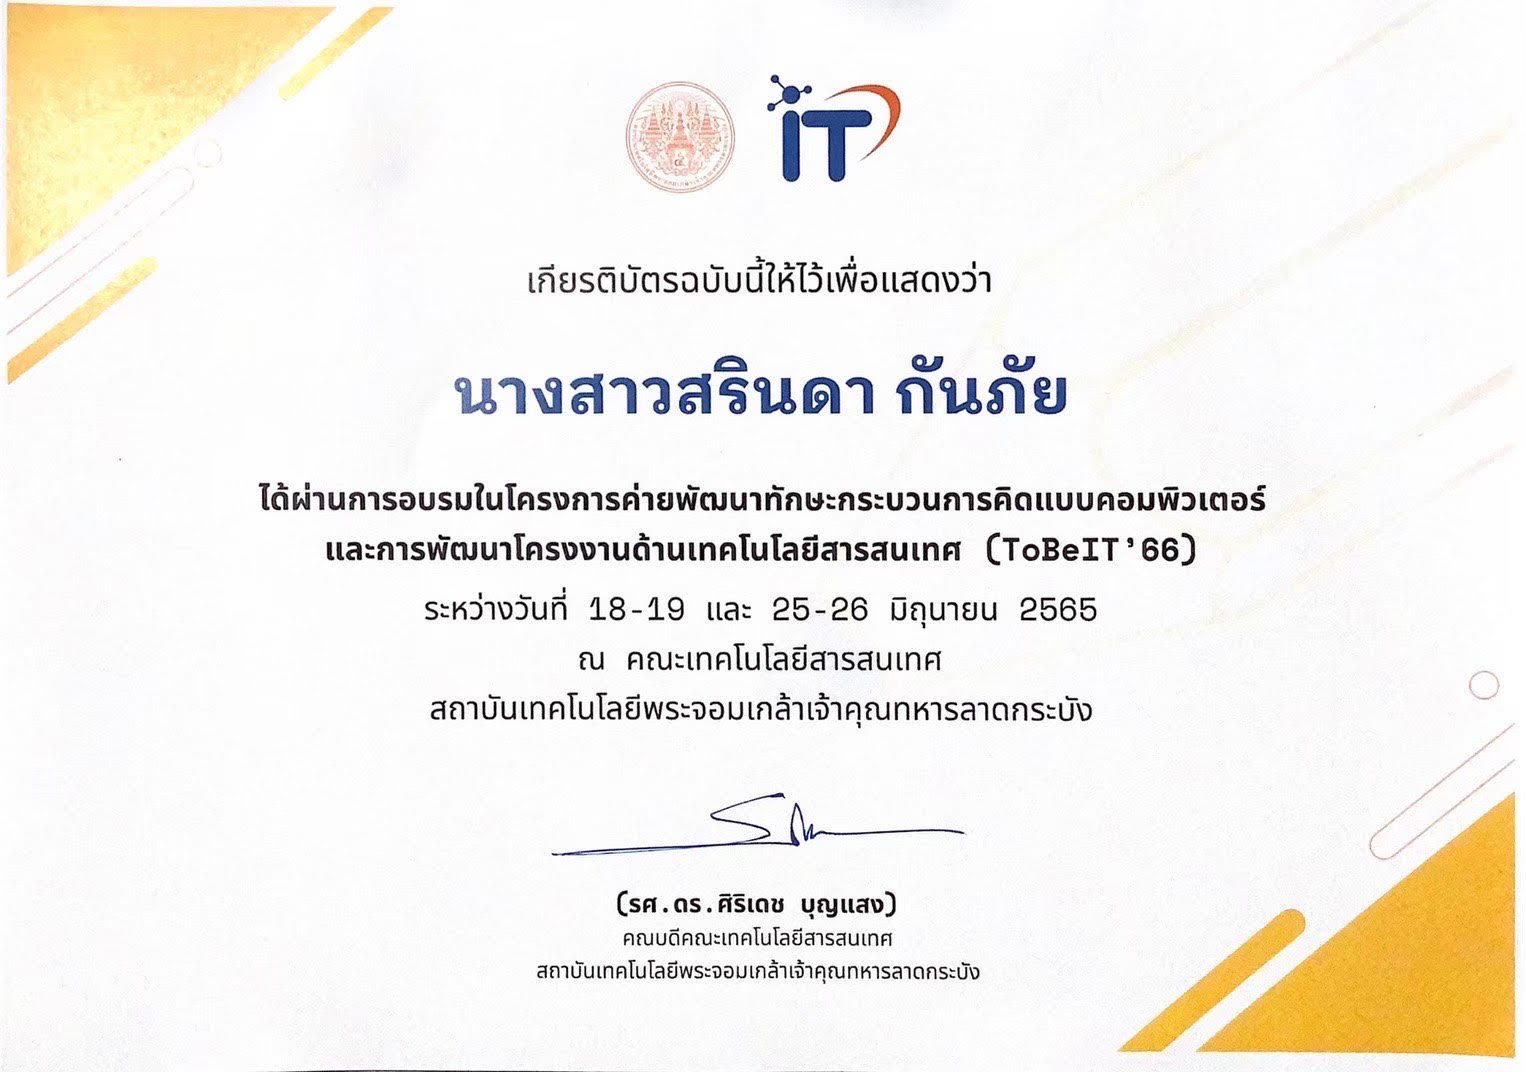 iT
เกียรติบัตรฉบับนี้ให้ไว้เพื่อแสดงว่า
นางสาวสรินดา กันภัย
ได้ผ่านการอบรมในโครงการค่ายพัฒนาทักษะกระบวนการคิดแบบคอมพิวเตอร์
และการพัฒนาโครงงานด้านเทคโนโลยีสารสนเทศ (ToBeIT’66)
ระหว่างวันที่ 18-19 และ 25-26 มิถุนายน 2565
ณ คณะเทคโนโลยีสารสนเทศ
สถาบันเทคโนโลยีพระจอมเกล้าเจ้าคุณทหารลาดกระบัง
(รศ.ดร.ศิริเดช บุญแสง)
คณบดีคณะเทคโนโลยีสารสนเทศ
สถาบันเทคโนโลยีพระจอมเกล้าเจ้าคุณทหารลาดกระบัง